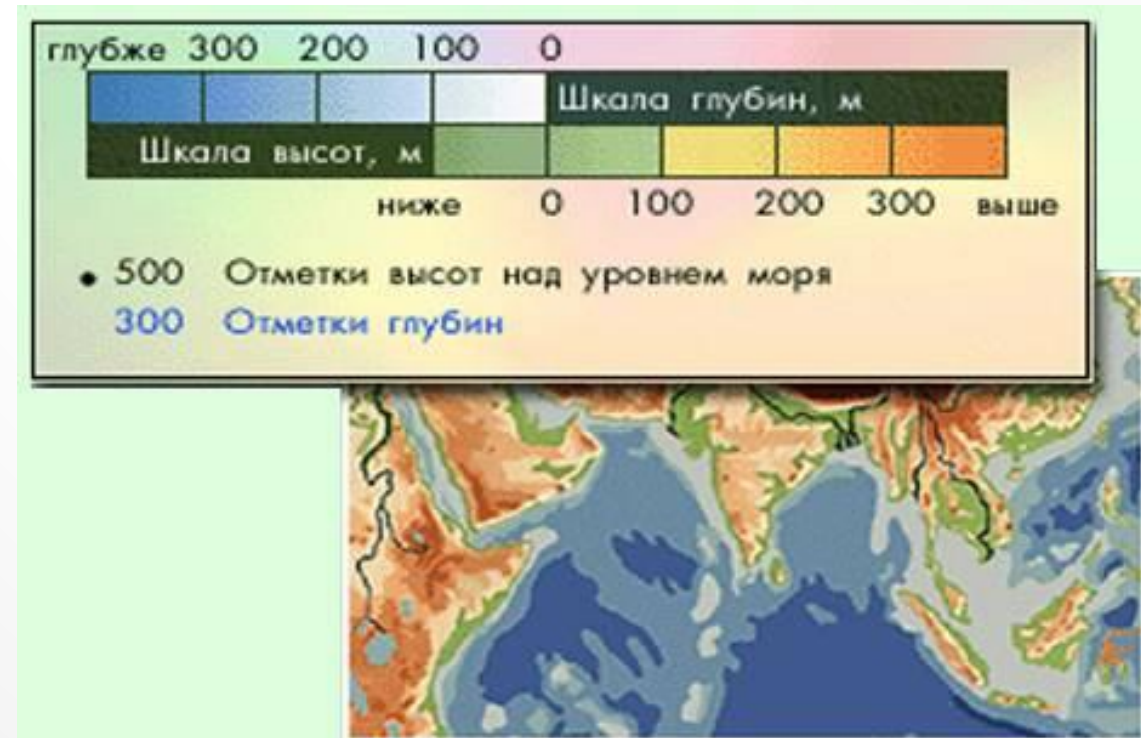 глубже 300 200 100 0
Шкала глубин, м
Шкала высот, м
ниже 0 100 200 300 выше
• 500 Отметки высот над уровнем моря
300 Отметки глубин